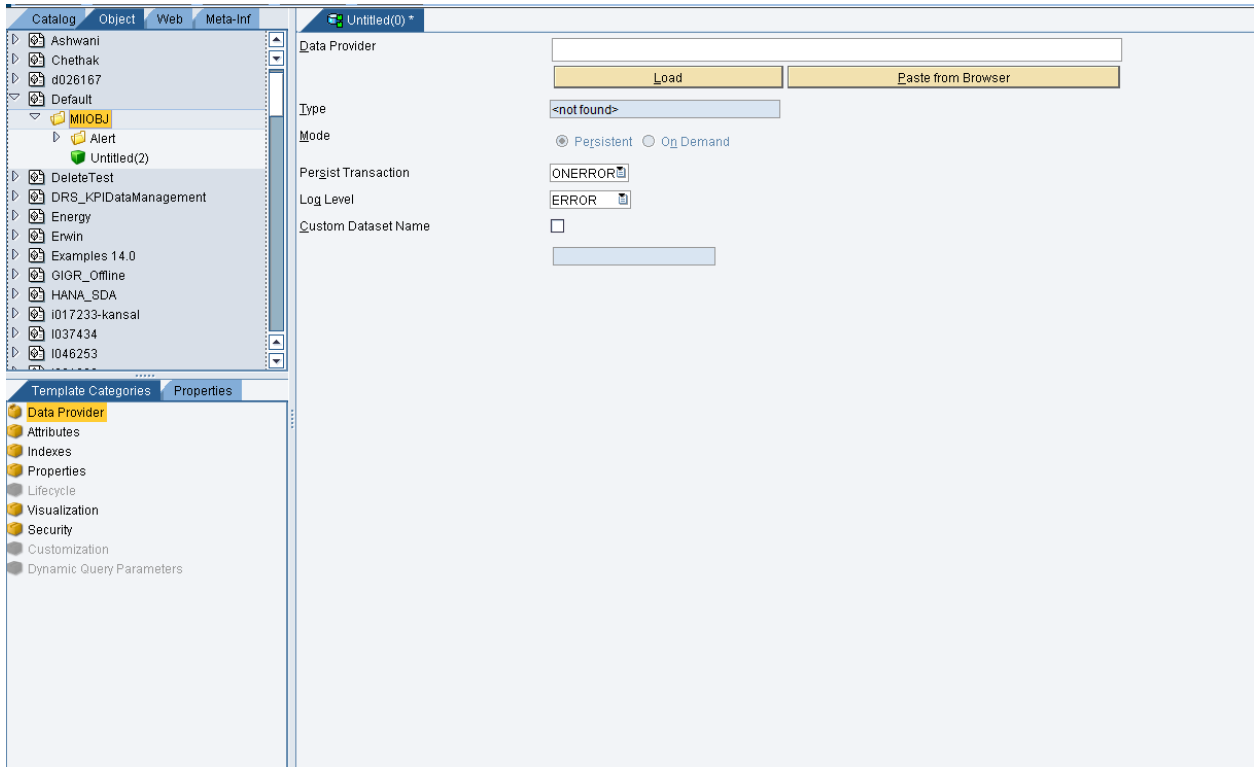 Catalog Object Web Meta-Inf
Ashwani
Chethak
d026167
Default
MIIOBJ
Alert
Untitled(2)
DeleteTest
DRS_KPIDataManagement
Energy
Erwin
Examples 14.0
GIGR_Offline
HANA_SDA
i017233-kansal
I037434
I046253
Template Categories Properties
Data Provider
Attributes
Indexes
Properties
Lifecycle
Visualization
Security
Customization
Dynamic Query Parameters
Untitled(0) *
Data Provider
Load Paste from Browser
Type <not found>
Mode Persistent On Demand
Persist Transaction ONERROR
Log Level ERROR
Custom Dataset Name